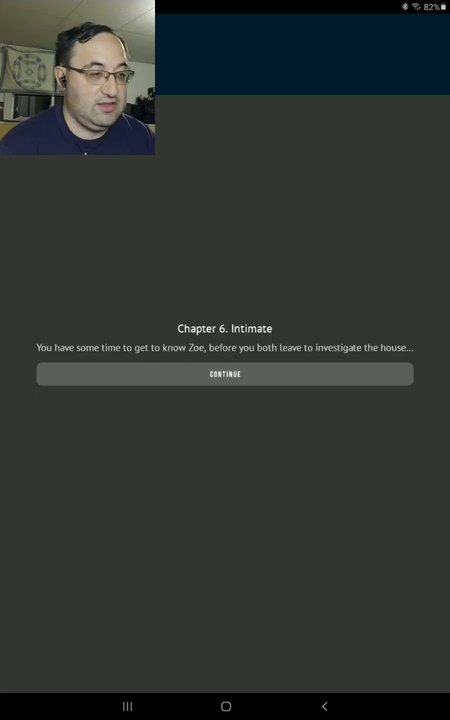 82%
Chapter 6. Intimate
You have some time to get to know Zoe, before you both leave to investigate the house...
CONTINUE